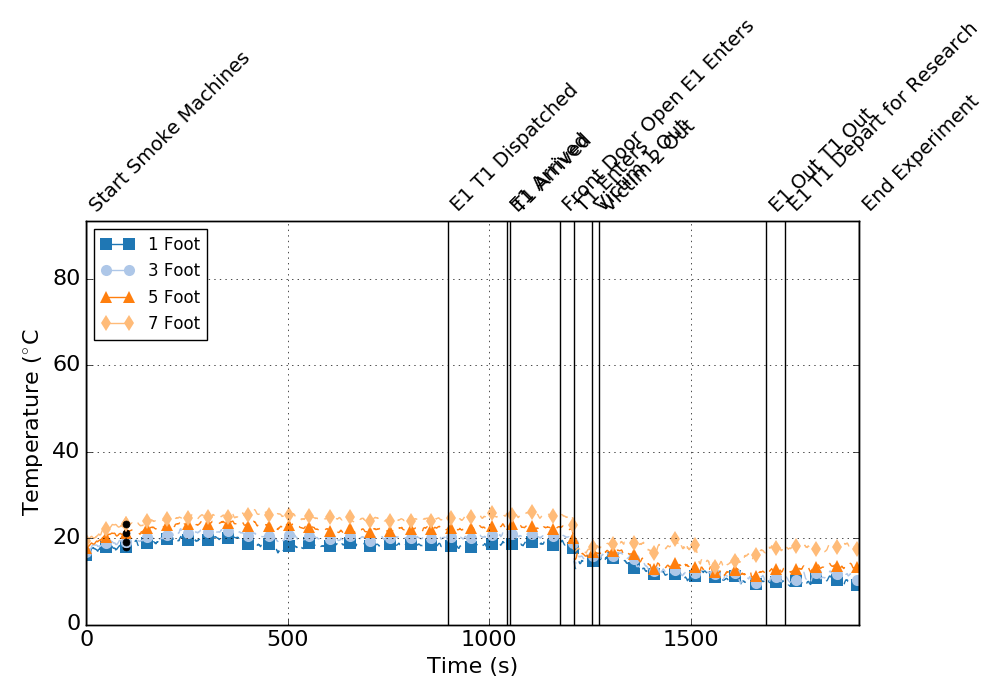 Start Smoke Machines
E1 T1 Dispatched
E1 Arrived
T1 Arrived
Front Door Open E1 Enters
T1 Enters
Victim 1 Out
Victim 2 Out
E1 Out T1 Out
E1 T1 Depart for Research
End Experiment
1 Foot
3 Foot
5 Foot
7 Foot
Temperature (°C
80
60
40
20
0
0 500 1000 1500
Time (s)